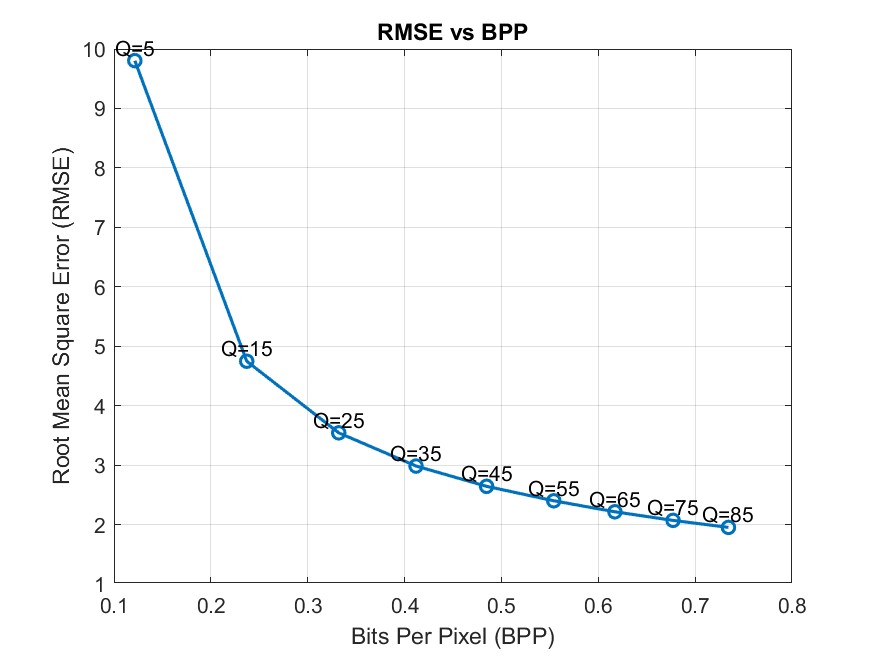 RMSE vs BPP
Root Mean Square Error (RMSE)
10
9
8
7
6
5
4
3
2
1
Q=5
Q=15
Q=25
Q=35
Q=45
Q=55
Q=65
Q=75
Q=85
0.1 0.2 0.3 0.4 0.5 0.6 0.7 0.8
Bits Per Pixel (BPP)